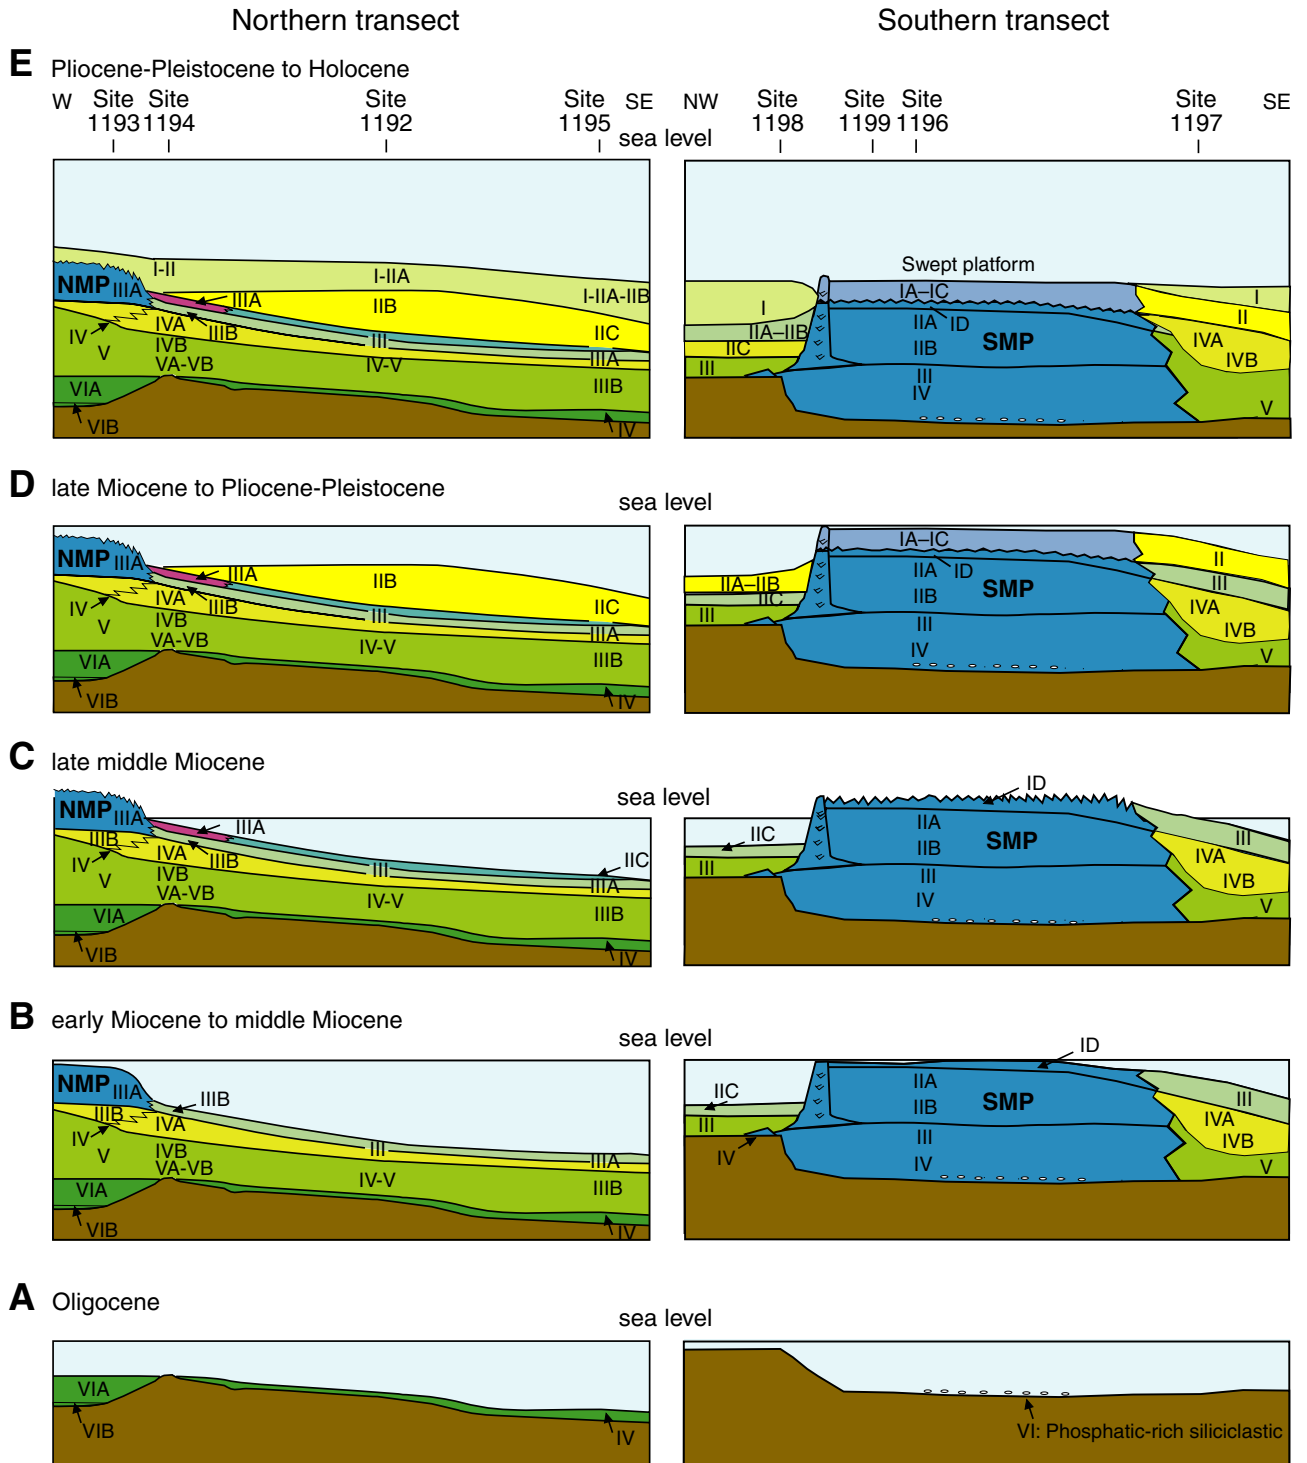 Northern transect
Southern transect
E Pliocene-Pleistocene to Holocene
W Site 1193 Site 1194 Site 1192 Site 1195 SE
sea level
NW Site 1198 Site 1199 Site 1196 Site 1197 SE
I-II
I-IIA
I-IIA-IIB
NMP IIIA
IIIA
IIB
IIC
IV
IVA
IIIB
III
IIIA
V
IVB
VA-VB
IV-V
IIIB
VIA
VIB
IV
Swept platform
IA–IC
I
I
IIA–IIB
IIA
ID
II
IIC
IIB
SMP
IVA
IVB
III
III
IV
V
D late Miocene to Pliocene-Pleistocene
sea level
NMP IIIA
IIIA
IIB
IIC
IV
IVA
IIIB
III
IIIA
V
IVB
VA-VB
IV-V
IIIB
VIA
VIB
IV
IA–IC
II
IIA–IIB
IIA
ID
III
IIC
IIB
SMP
IVA
IVB
III
III
IV
V
C late middle Miocene
sea level
NMP IIIA
IIIA
IIIB
IV
IVA
IIIB
III
IIC
IIIA
V
IVB
VA-VB
IV-V
IIIB
VIA
VIB
IV
ID
IIC
IIA
III
IIB
SMP
IVA
III
III
IVB
IV
V
B early Miocene to middle Miocene
sea level
NMP IIIA
IIIB
IIIB
IV
IVA
III
IIIA
V
IVB
VA-VB
IV-V
IIIB
VIA
VIB
IV
ID
IIC
IIA
III
III
IIB
SMP
IVA
IVB
IV
III
IV
V
A Oligocene
sea level
VIA
VIB
IV
VI: Phosphatic-rich siliciclastic